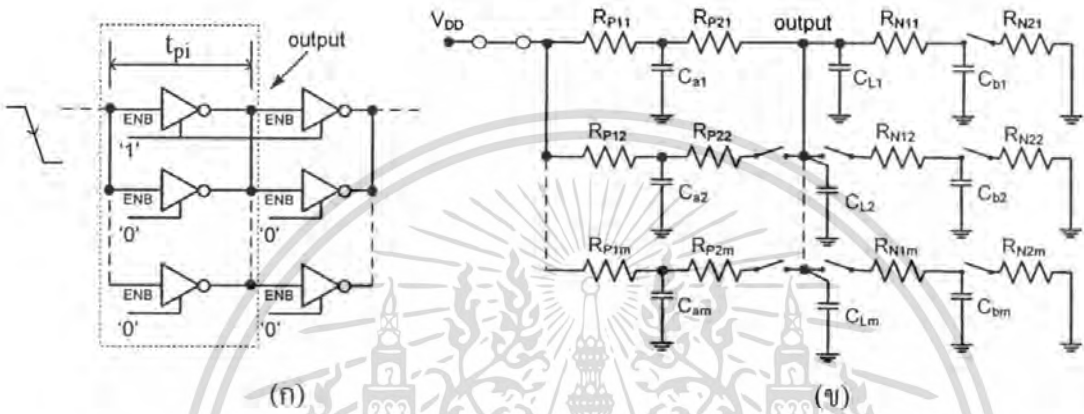 t_pi
output
ENB
'1'
ENB
ENB
'0'
ENB
'0'
ENB
'0'
ENB
'0'
(ก)
V_DD
R_P11
R_P21
output
R_N11
R_N21
C_a1
C_L1
C_b1
R_P12
R_P22
R_N12
R_N22
C_a2
C_L2
C_b2
R_P1m
R_P2m
R_N1m
R_N2m
C_am
C_Lm
C_bm
(ข)